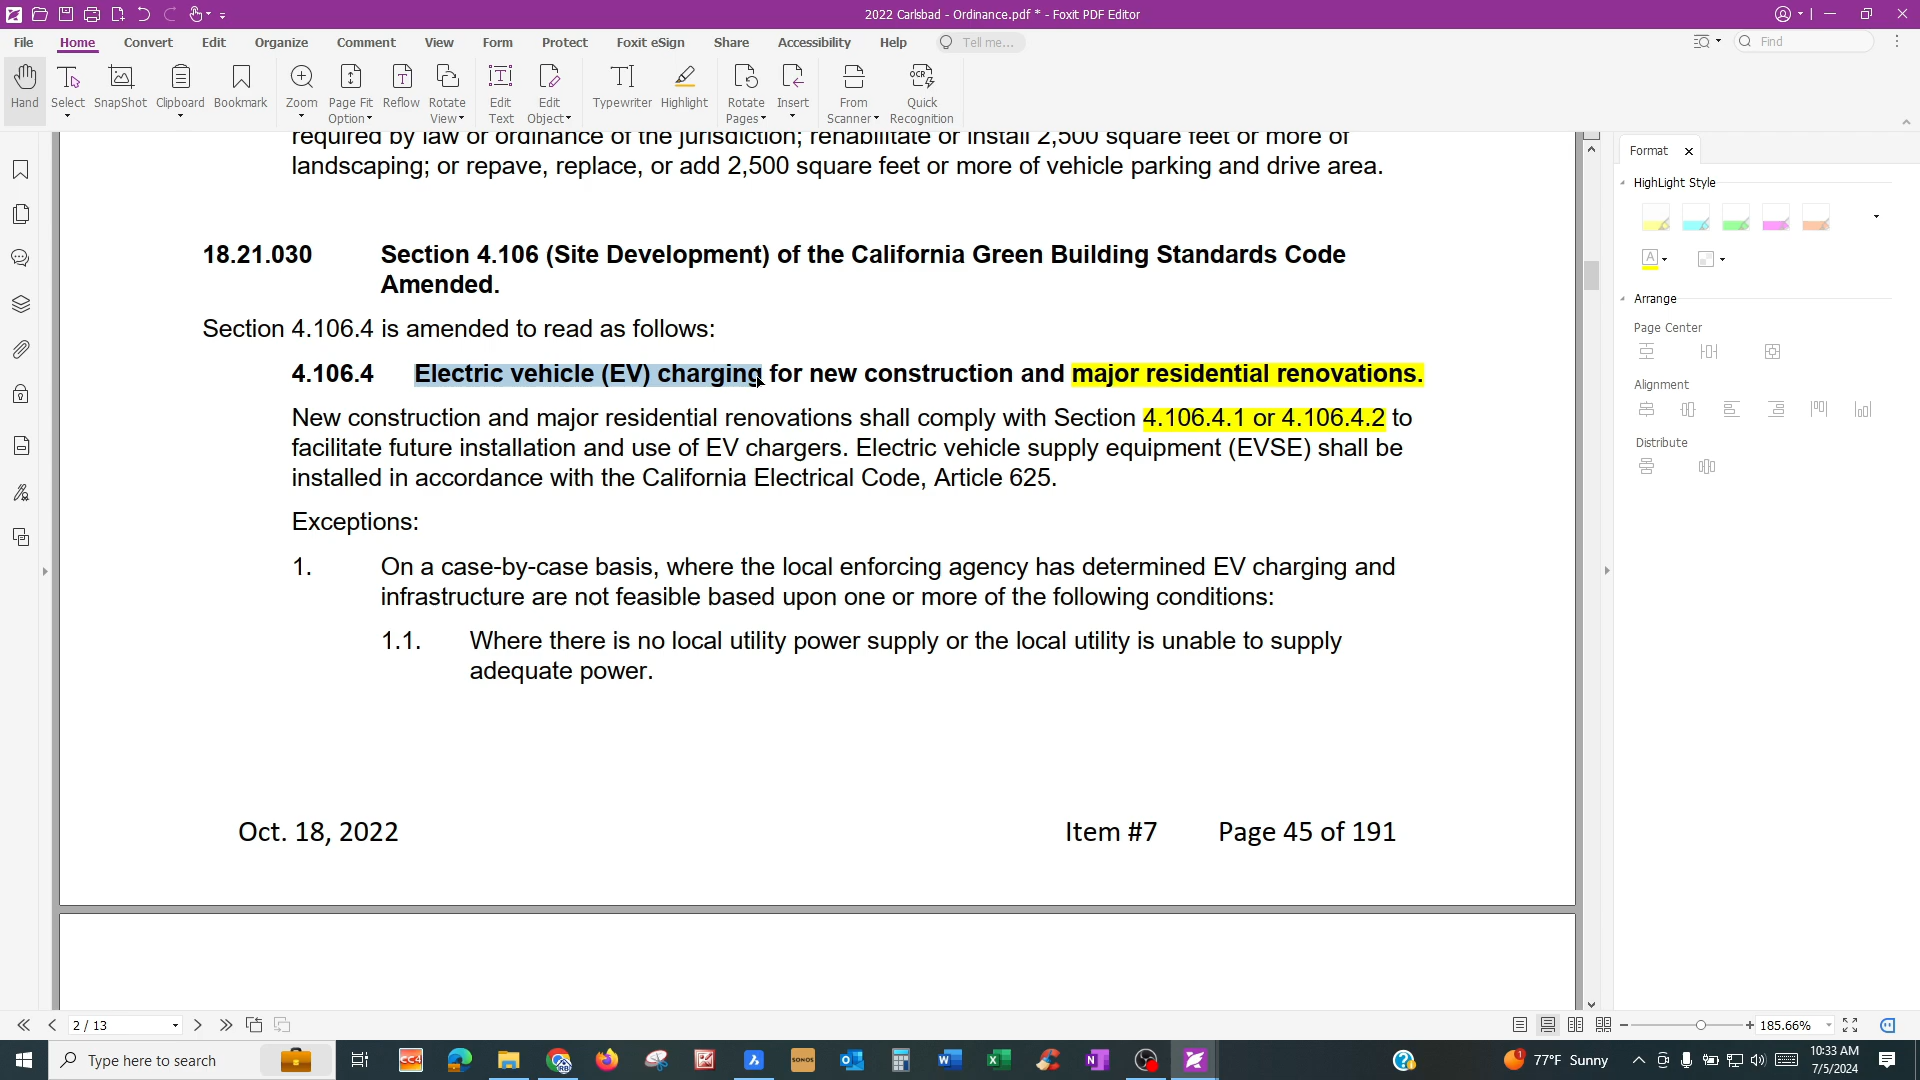 2022 Carlsbad - Ordinance.pdf * - Foxit PDF Editor
File Home Convert Edit Organize Comment View Form Protect Foxit eSign Share Accessibility Help Tell me... Find
Hand Select SnapShot Clipboard Bookmark Zoom Page Fit Option Reflow Rotate View Edit Text Edit Object Typewriter Highlight Rotate Pages Insert From Scanner Quick Recognition
required by law or ordinance of the jurisdiction; rehabilitate or install 2,500 square feet or more of
landscaping; or repave, replace, or add 2,500 square feet or more of vehicle parking and drive area.
18.21.030 Section 4.106 (Site Development) of the California Green Building Standards Code
Amended.
Section 4.106.4 is amended to read as follows:
4.106.4 Electric vehicle (EV) charging for new construction and major residential renovations.
New construction and major residential renovations shall comply with Section 4.106.4.1 or 4.106.4.2 to
facilitate future installation and use of EV chargers. Electric vehicle supply equipment (EVSE) shall be
installed in accordance with the California Electrical Code, Article 625.
Exceptions:
1. On a case-by-case basis, where the local enforcing agency has determined EV charging and
infrastructure are not feasible based upon one or more of the following conditions:
1.1. Where there is no local utility power supply or the local utility is unable to supply
adequate power.
Oct. 18, 2022 Item #7 Page 45 of 191
Format
HighLight Style
Arrange
Page Center
Alignment
Distribute
2 / 13
185.66%
Type here to search
CC4
SONOS
1 77°F Sunny
10:33 AM
7/5/2024